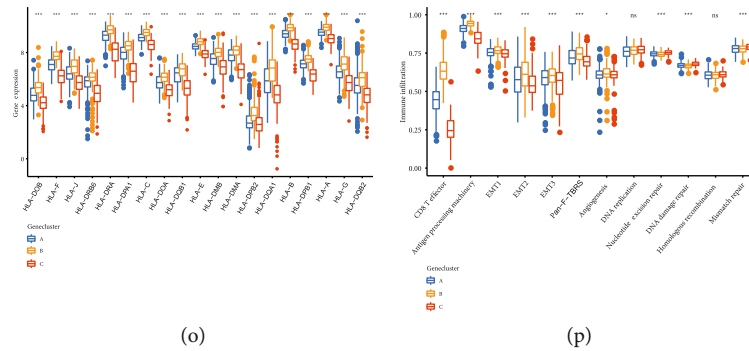 *** *** *** *** *** *** *** *** *** *** *** *** *** *** *** *** *** *** ***
Gene expression
8
4
0
HLA-DOB
HLA-F
HLA-J
HLA-DRB6
HLA-DRA
HLA-DPA1
HLA-C
HLA-DOA
HLA-DQB1
HLA-E
HLA-DMB
HLA-DMA
HLA-DPB2
HLA-DQA1
HLA-B
HLA-DPB1
HLA-A
HLA-G
HLA-DQB2
Genecluster
A
B
C
(o)
*** *** *** *** *** *** * ns *** *** ns ***
Immune infiltration
1.00
0.75
0.50
0.25
0.00
CD8 T effector
Antigen processing machinery
EMT1
EMT2
EMT3
Pan-F-TBRS
Angiogenesis
DNA replication
Nucleotide excision repair
DNA damage repair
Homologous recombination
Mismatch repair
Genecluster
A
B
C
(p)